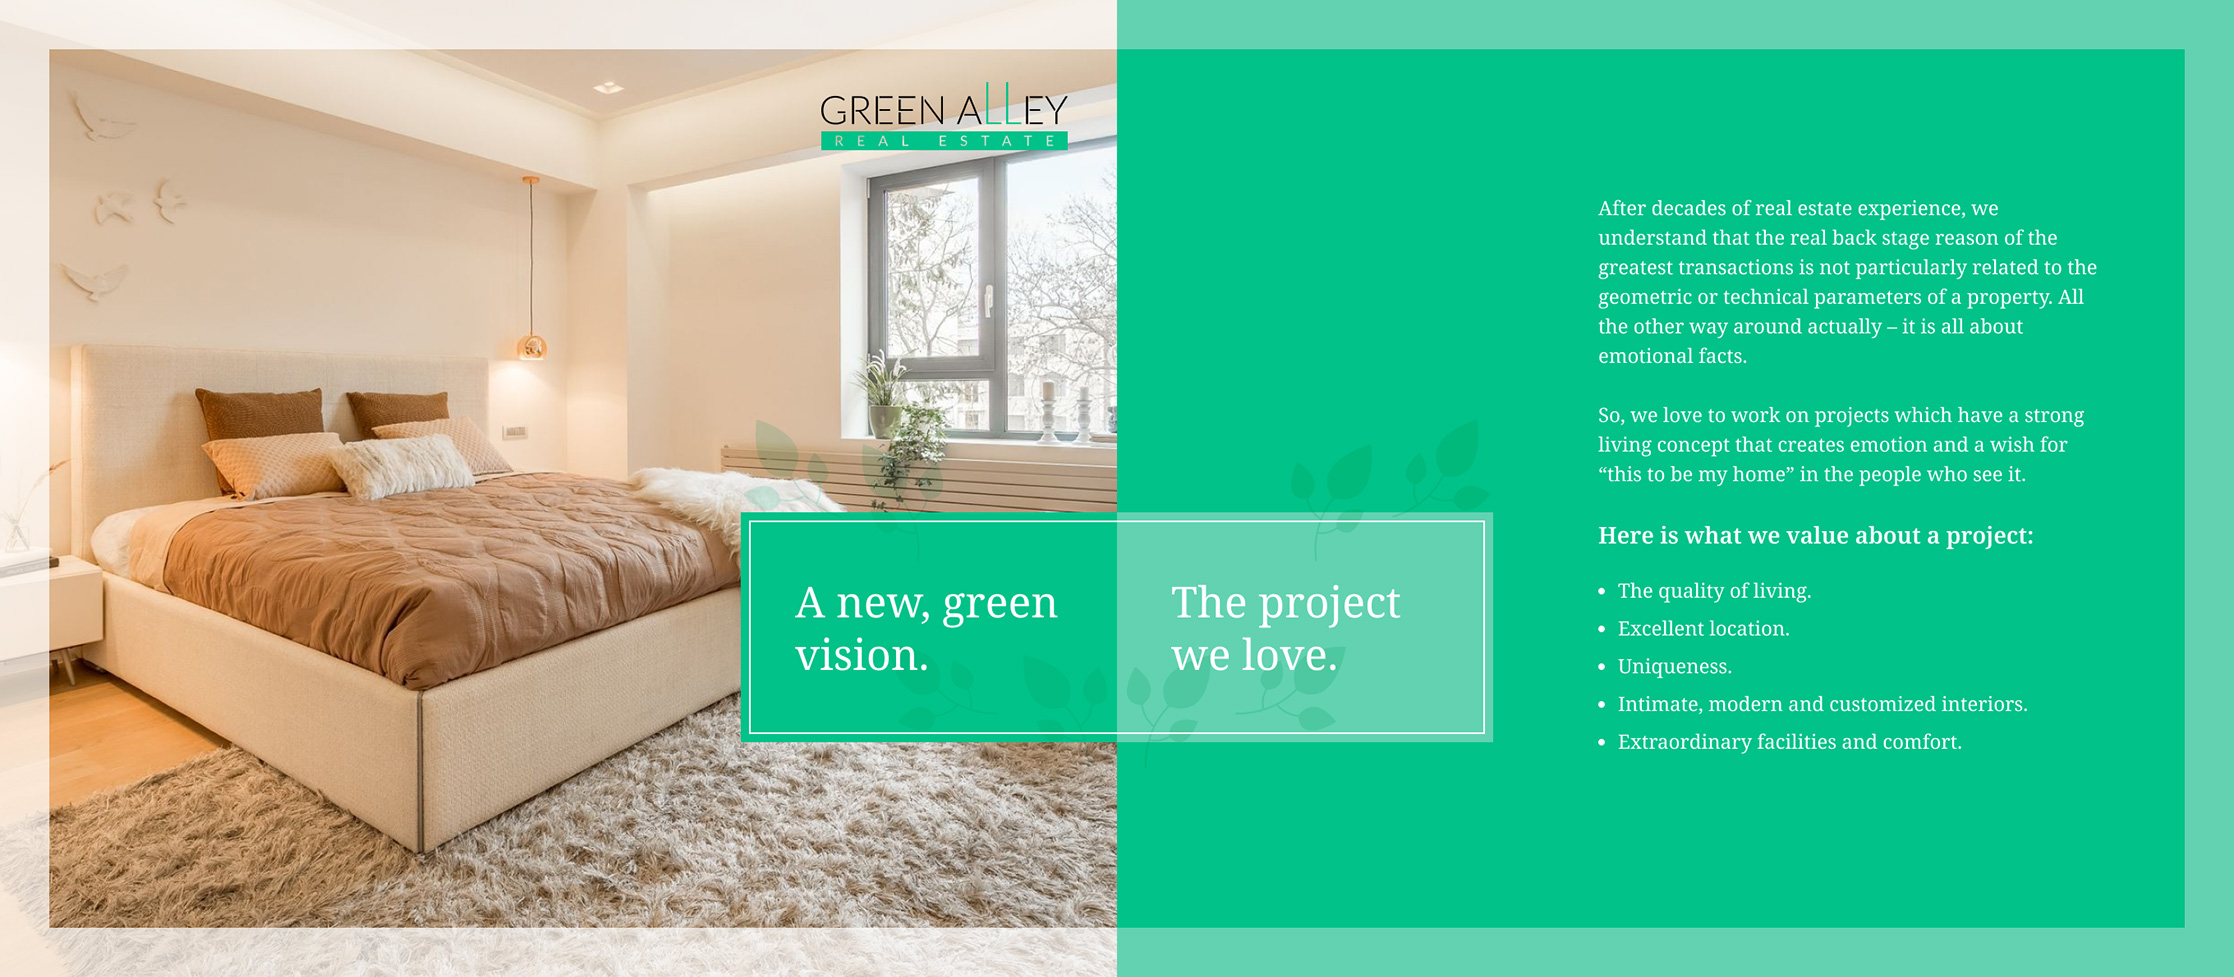 GREEN ALLEY
REAL ESTATE
A new, green
vision.
The project
we love.
After decades of real estate experience, we
understand that the real back stage reason of the
greatest transactions is not particularly related to the
geometric or technical parameters of a property. All
the other way around actually – it is all about
emotional facts.
So, we love to work on projects which have a strong
living concept that creates emotion and a wish for
“this to be my home” in the people who see it.
Here is what we value about a project:
• The quality of living.
• Excellent location.
• Uniqueness.
• Intimate, modern and customized interiors.
• Extraordinary facilities and comfort.